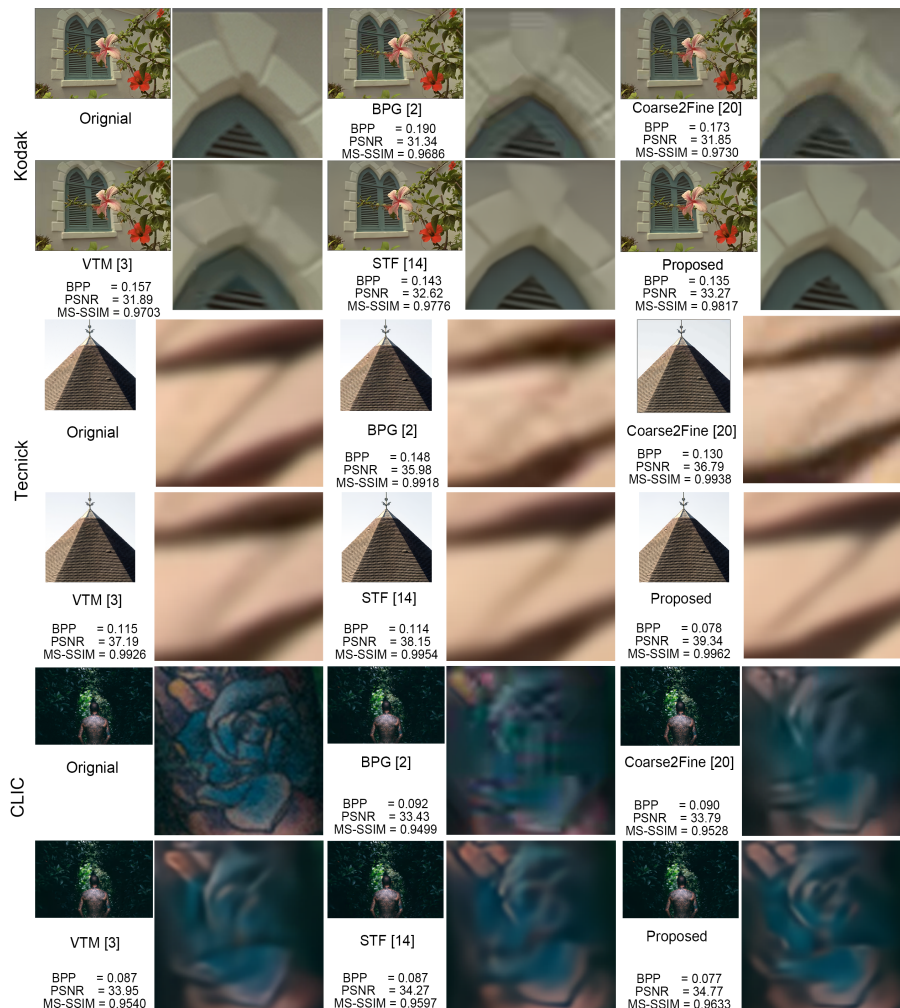 Kodak
Orignial
BPG [2]
BPP = 0.190
PSNR = 31.34
MS-SSIM = 0.9686
Coarse2Fine [20]
BPP = 0.173
PSNR = 31.85
MS-SSIM = 0.9730
VTM [3]
BPP = 0.157
PSNR = 31.89
MS-SSIM = 0.9703
STF [14]
BPP = 0.143
PSNR = 32.62
MS-SSIM = 0.9776
Proposed
BPP = 0.135
PSNR = 33.27
MS-SSIM = 0.9817
Tecnick
Orignial
BPG [2]
BPP = 0.148
PSNR = 35.98
MS-SSIM = 0.9918
Coarse2Fine [20]
BPP = 0.130
PSNR = 36.79
MS-SSIM = 0.9938
VTM [3]
BPP = 0.115
PSNR = 37.19
MS-SSIM = 0.9926
STF [14]
BPP = 0.114
PSNR = 38.15
MS-SSIM = 0.9954
Proposed
BPP = 0.078
PSNR = 39.34
MS-SSIM = 0.9962
CLIC
Orignial
BPG [2]
BPP = 0.092
PSNR = 33.43
MS-SSIM = 0.9499
Coarse2Fine [20]
BPP = 0.090
PSNR = 33.79
MS-SSIM = 0.9528
VTM [3]
BPP = 0.087
PSNR = 33.95
MS-SSIM = 0.9540
STF [14]
BPP = 0.087
PSNR = 34.27
MS-SSIM = 0.9597
Proposed
BPP = 0.077
PSNR = 34.77
MS-SSIM = 0.9633